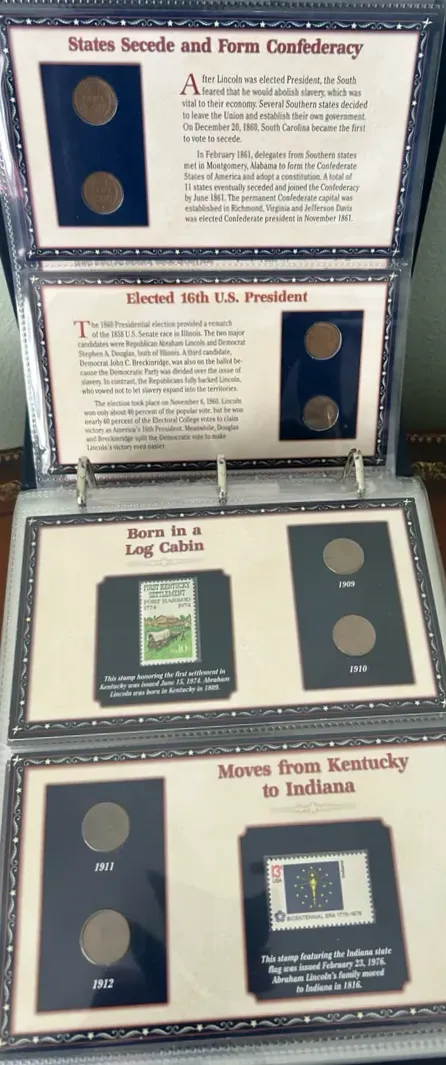 States Secede and Form Confederacy
After Lincoln was elected President, the South
feared that he would abolish slavery, which was
vital to their economy. Several Southern states decided
to leave the Union and establish their own government.
On December 20, 1860, South Carolina became the first
to vote to secede.
In February 1861, delegates from Southern states
met in Montgomery, Alabama to form the Confederate
States of America and adopt a constitution. A total of
11 states eventually seceded and joined the Confederacy
by June 1861. The permanent Confederate capital was
established in Richmond, Virginia and Jefferson Davis
was elected Confederate president in November 1861.
Elected 16th U.S. President
The 1860 Presidential election provided a rematch
of the 1858 U.S. Senate race in Illinois. The two major
candidates were Republican Abraham Lincoln and Democrat
Stephen A. Douglas, both of Illinois. A third candidate,
Democrat John C. Breckinridge, was also on the ballot be-
cause the Democratic Party was divided over the issue of
slavery. In contrast, the Republicans fully backed Lincoln,
who vowed not to let slavery expand into the territories.
The election took place on November 6, 1860. Lincoln
won only about 40 percent of the popular vote, but he won
nearly 60 percent of the Electoral College votes to claim
victory as America's 16th President. Meanwhile, Douglas
and Breckinridge split the Democratic vote to make
Lincoln's victory even easier.
Born in a
Log Cabin
FIRST KENTUCKY
SETTLEMENT
FORT HARROD
1774 1974
10
This stamp honoring the first settlement in
Kentucky was issued June 15, 1974. Abraham
Lincoln was born in Kentucky in 1809.
1909
1910
Moves from Kentucky
to Indiana
1911
1912
13
USA
BICENTENNIAL ERA 1776-1976
This stamp featuring the Indiana state
flag was issued February 23, 1976.
Abraham Lincoln's family moved
to Indiana in 1816.